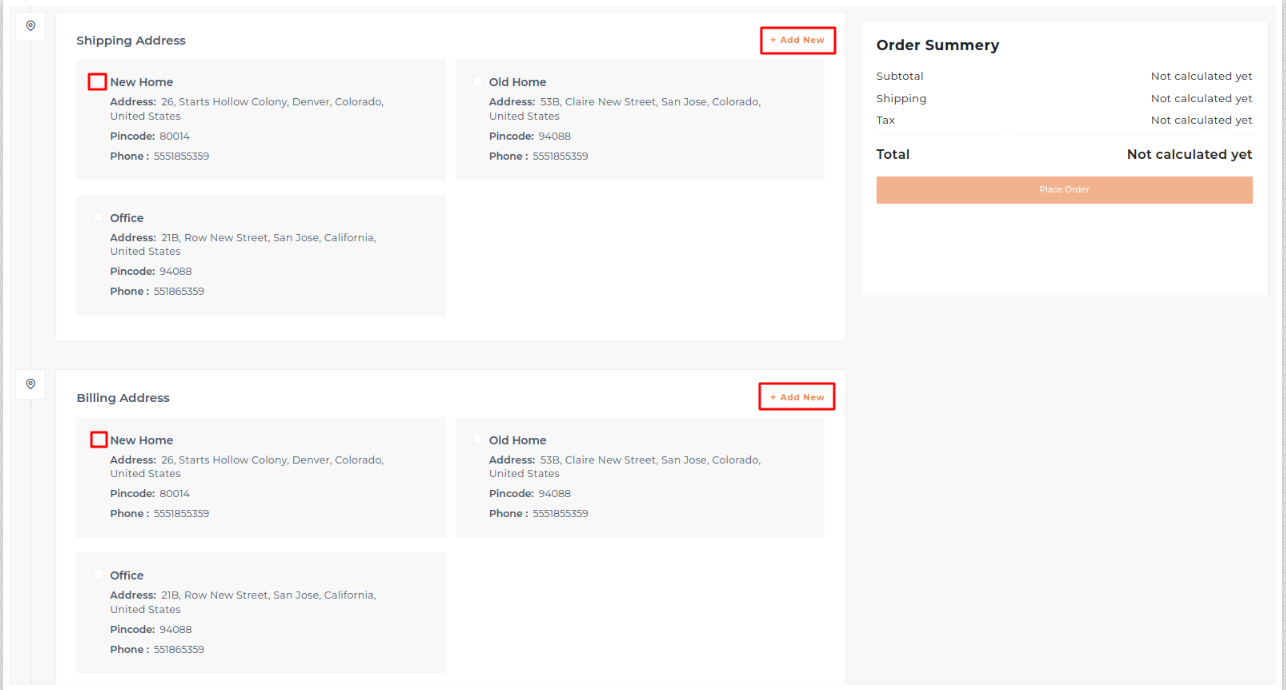 Shipping Address
+ Add New
New Home
Address: 26, Starts Hollow Colony, Denver, Colorado,
United States
Pincode: 80014
Phone : 5551855359
Old Home
Address: 53B, Claire New Street, San Jose, Colorado,
United States
Pincode: 94088
Phone : 5551855359
Office
Address: 21B, Row New Street, San Jose, California,
United States
Pincode: 94088
Phone : 551865359
Billing Address
+ Add New
New Home
Address: 26, Starts Hollow Colony, Denver, Colorado,
United States
Pincode: 80014
Phone : 5551855359
Old Home
Address: 53B, Claire New Street, San Jose, Colorado,
United States
Pincode: 94088
Phone : 5551855359
Office
Address: 21B, Row New Street, San Jose, California,
United States
Pincode: 94088
Phone : 551865359
Order Summery
Subtotal Not calculated yet
Shipping Not calculated yet
Tax Not calculated yet
Total Not calculated yet
Place Order